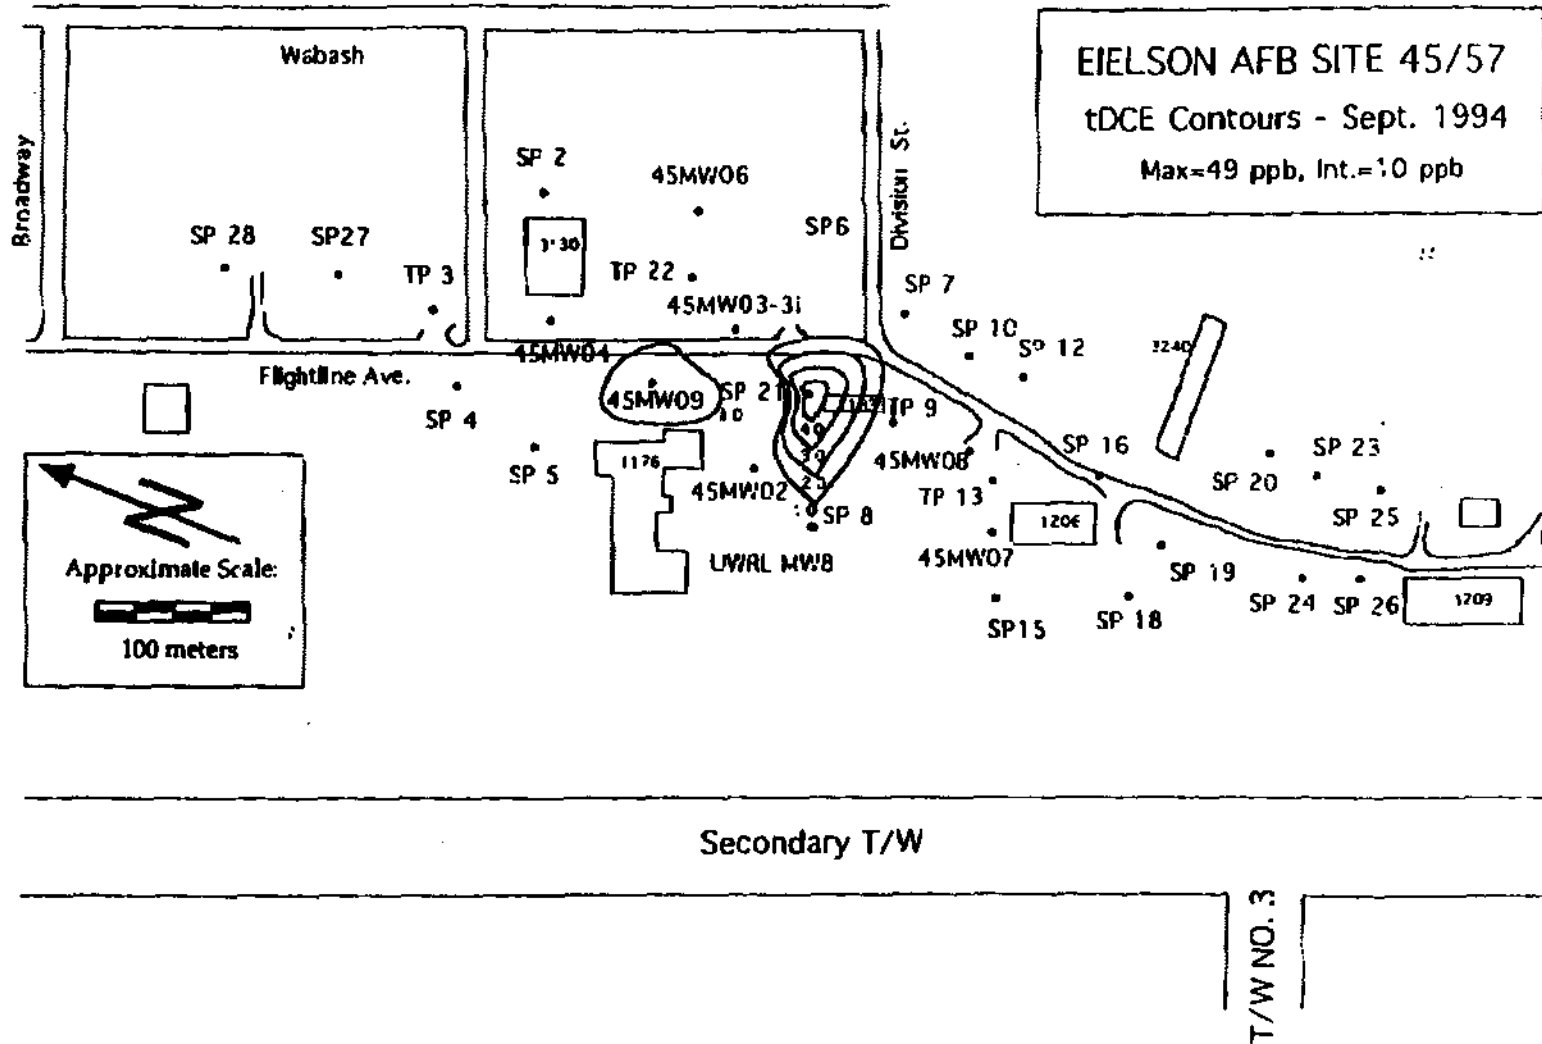 EIELSON AFB SITE 45/57
tDCE Contours - Sept. 1994
Max=49 ppb, Int.=10 ppb
Wabash
Broadway
Division St.
SP 2
45MW06
SP6
SP 28
SP27
TP 3
TP 22
SP 7
45MW03-3i
SP 10
SP 12
45MW04
Flightline Ave.
SP 4
45MW09
SP 21
TP 9
SP 5
1176
45MW02
45MW08
SP 16
TP 13
SP 20
SP 23
SP 25
SP 8
1206
UWRL MW8
45MW07
SP 19
SP15
SP 18
SP 24
SP 26
1209
40
Approximate Scale:
100 meters
Secondary T/W
T/W NO. 3